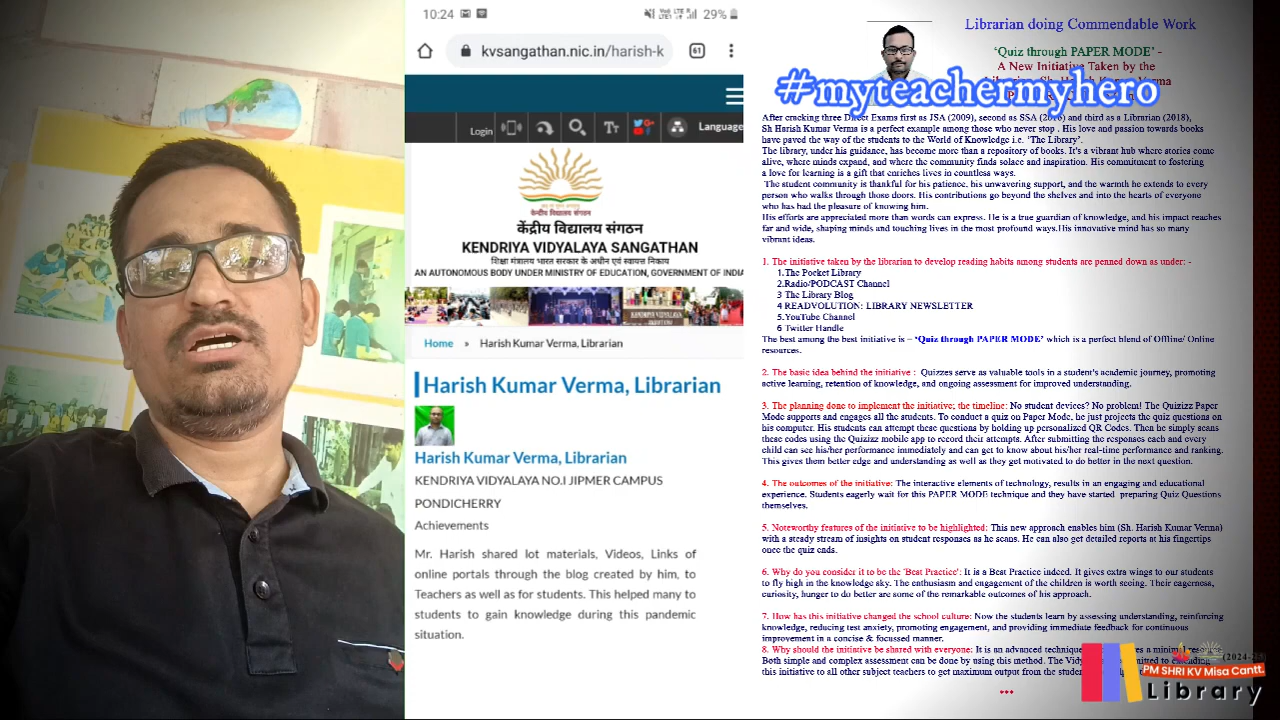 10:24
29%
kvsangathan.nic.in/harish-k
61
Login
Tт
Language
केन्द्रीय विद्यालय संगठन
केंद्रीय विद्यालय संगठन
KENDRIYA VIDYALAYA SANGATHAN
शिक्षा मंत्रालय भारत सरकार के अधीन एवं स्वायत्त निकाय
AN AUTONOMOUS BODY UNDER MINISTRY OF EDUCATION, GOVERNMENT OF INDIA
Home » Harish Kumar Verma, Librarian
Harish Kumar Verma, Librarian
Harish Kumar Verma, Librarian
KENDRIYA VIDYALAYA NO.I JIPMER CAMPUS
PONDICHERRY
Achievements
Mr. Harish shared lot materials, Videos, Links of
online portals through the blog created by him, to
Teachers as well as for students. This helped many to
students to gain knowledge during this pandemic
situation.
Librarian doing Commendable Work
‘Quiz through PAPER MODE’ -
A New Initiative Taken by the
#myteachermyhero
After cracking three Direct Exams first as JSA (2009), second as SSA and third as Librarian (2018),
Sh Harish Kumar Verma is a perfect example among those who never stop . His love and passion towards books
have paved the way of the students to the World of Knowledge i.e. ‘The Library’.
The library, under his guidance, has become more than a repository of books. It's a vibrant hub where stories come
alive, where minds expand, and where the community finds solace and inspiration. His commitment to fostering
a love for learning is a gift that enriches lives in countless ways.
The student community is thankful for his patience, his unwavering support, and the warmth he extends to every
person who walks through those doors. His contributions go beyond the shelves and into the hearts of everyone
who has had the pleasure of knowing him.
His efforts are appreciated more than words can express. He is a true guardian of knowledge, and his impact reaches
far and wide, shaping minds and touching lives in the most profound ways.His innovative mind has so many
vibrant ideas.
1. The initiative taken by the librarian to develop reading habits among students are penned down as under: -
1.The Pocket Library
2.Radio/PODCAST Channel
3 The Library Blog
4 READVOLUTION: LIBRARY NEWSLETTER
5.YouTube Channel
6 Twitter Handle
The best among the best initiative is – ‘Quiz through PAPER MODE’ which is a perfect blend of Offline/ Online
resources.
2. The basic idea behind the initiative : Quizzes serve as valuable tools in a student's academic journey, promoting
active learning, retention of knowledge, and ongoing assessment for improved understanding.
3. The planning done to implement the initiative; the timeline: No student devices? No problem! The Quizizz Paper
Mode supports and engages all the students. To conduct a quiz on Paper Mode, he just projects the quiz questions on
his computer. His students can attempt these questions by holding up personalized QR Codes. Then he simply scans
these codes using the Quizizz mobile app to record their attempts. After submitting the responses each and every
child can see his/her performance immediately and can get to know about his/her real-time performance and ranking.
This gives them better edge and understanding as well as they get motivated to do better in the next question.
4. The outcomes of the initiative: The interactive elements of technology, results in an engaging and educational
experience. Students eagerly wait for this PAPER MODE technique and they have started preparing Quiz Questions
themselves.
5. Noteworthy features of the initiative to be highlighted: This new approach enables him (Sh. Harish Kumar Verma)
with a steady stream of insights on student responses as he scans. He can also get detailed reports at his fingertips
once the quiz ends.
6. Why do you consider it to be the 'Best Practice': It is a Best Practice indeed. It gives extra wings to our students
to fly high in the knowledge sky. The enthusiasm and engagement of the children is worth seeing. Their eagerness,
curiosity, hunger to do better are some of the remarkable outcomes of his approach.
7. How has this initiative changed the school culture: Now the students learn by assessing understanding, reinforcing
knowledge, reducing test anxiety, promoting engagement, and providing immediate feedback for continuous
improvement in a concise & focussed manner.
8. Why should the initiative be shared with everyone: It is an advanced technique a minimal
Both simple and complex assessment can be done by using this method. The
this initiative to all other subject teachers to get maximum output from the
***
(2024-25)
PM SHRI KV Misa Cantt.
Library